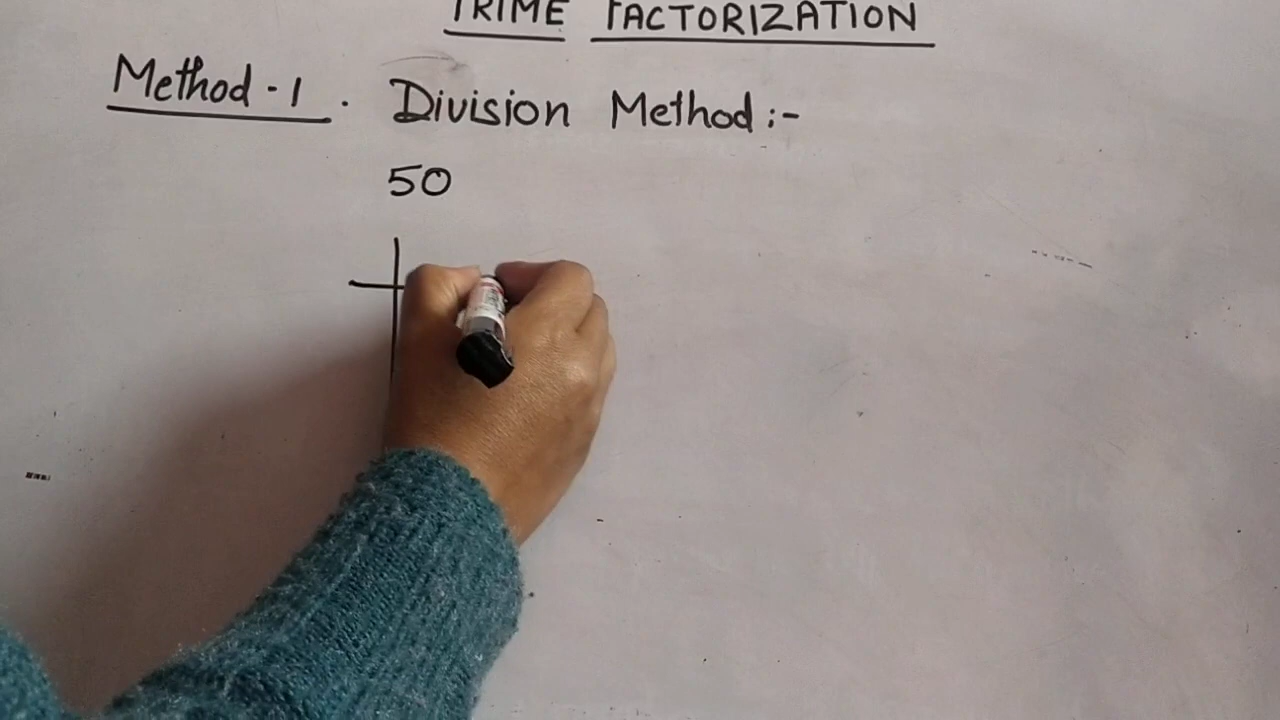 PRIME FACTORIZATION
Method - 1 . Division Method :-
50